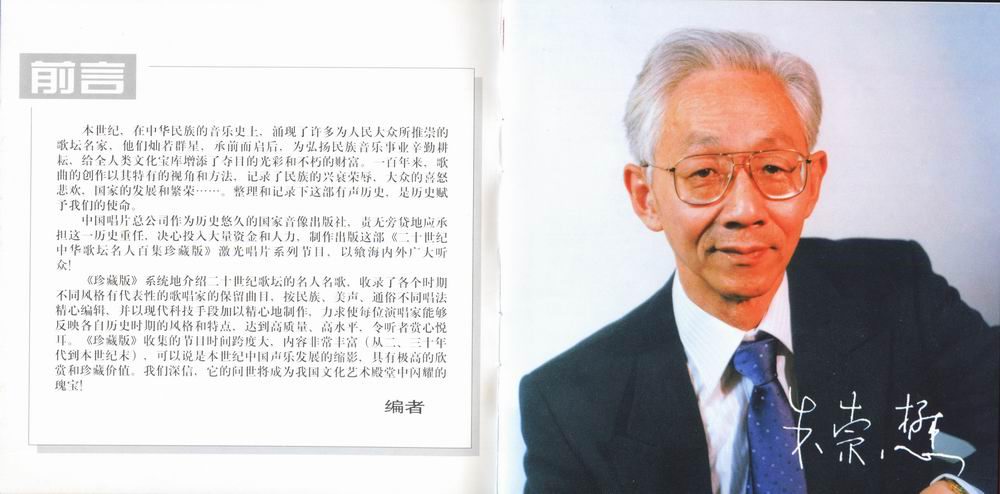 前言
本世纪，在中华民族的音乐史上，涌现了许多为人民大众所推崇的
歌坛名家，他们灿若群星，承前而启后，为弘扬民族音乐事业辛勤耕
耘，给全人类文化宝库增添了夺目的光彩和不朽的财富。一百年来，歌
曲的创作以其特有的视角和方法，记录了民族的兴衰荣辱、大众的喜怒
悲欢、国家的发展和繁荣……。整理和记录下这部有声历史，是历史赋
予我们的使命。
中国唱片总公司作为历史悠久的国家音像出版社，责无旁贷地应承
担这一历史重任，决心投入大量资金和人力，制作出版这部《二十世纪
中华歌坛名人百集珍藏版》激光唱片系列节目，以飨海内外广大听
众！
《珍藏版》系统地介绍二十世纪歌坛的名人名歌，收录了各个时期
不同风格有代表性的歌唱家的保留曲目，按民族、美声、通俗不同唱法
精心编辑，并以现代科技手段加以精心地制作，力求使每位演唱家能够
反映各自历史时期的风格和特点，达到高质量、高水平，令听者赏心悦
耳。《珍藏版》收集的节目时间跨度大，内容非常丰富（从二、三十年
代到本世纪末），可以说是本世纪中国声乐发展的缩影，具有极高的欣
赏和珍藏价值。我们深信，它的问世将成为我国文化艺术殿堂中闪耀的
瑰宝！
编者
朱崇懋